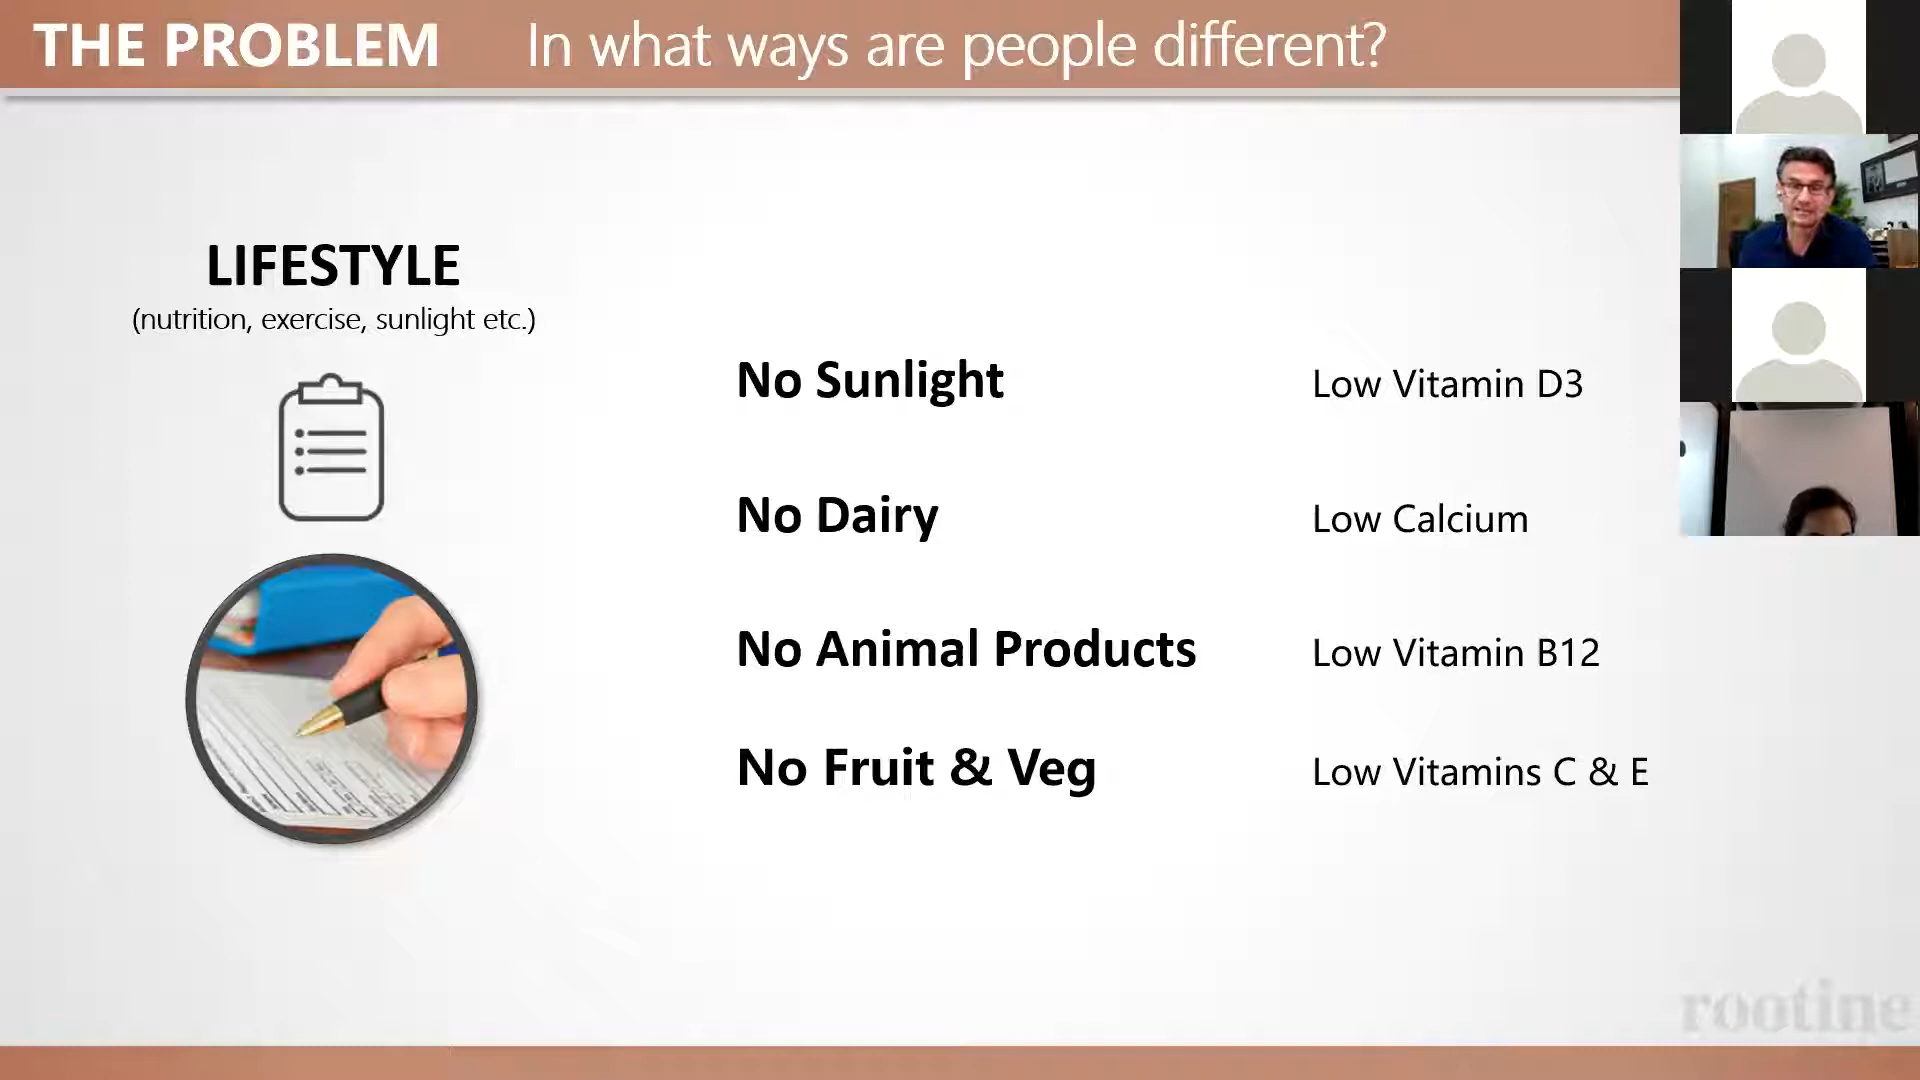 THE PROBLEM In what ways are people different?
LIFESTYLE
(nutrition, exercise, sunlight etc.)
No Sunlight Low Vitamin D3
No Dairy Low Calcium
No Animal Products Low Vitamin B12
No Fruit & Veg Low Vitamins C & E
rootine